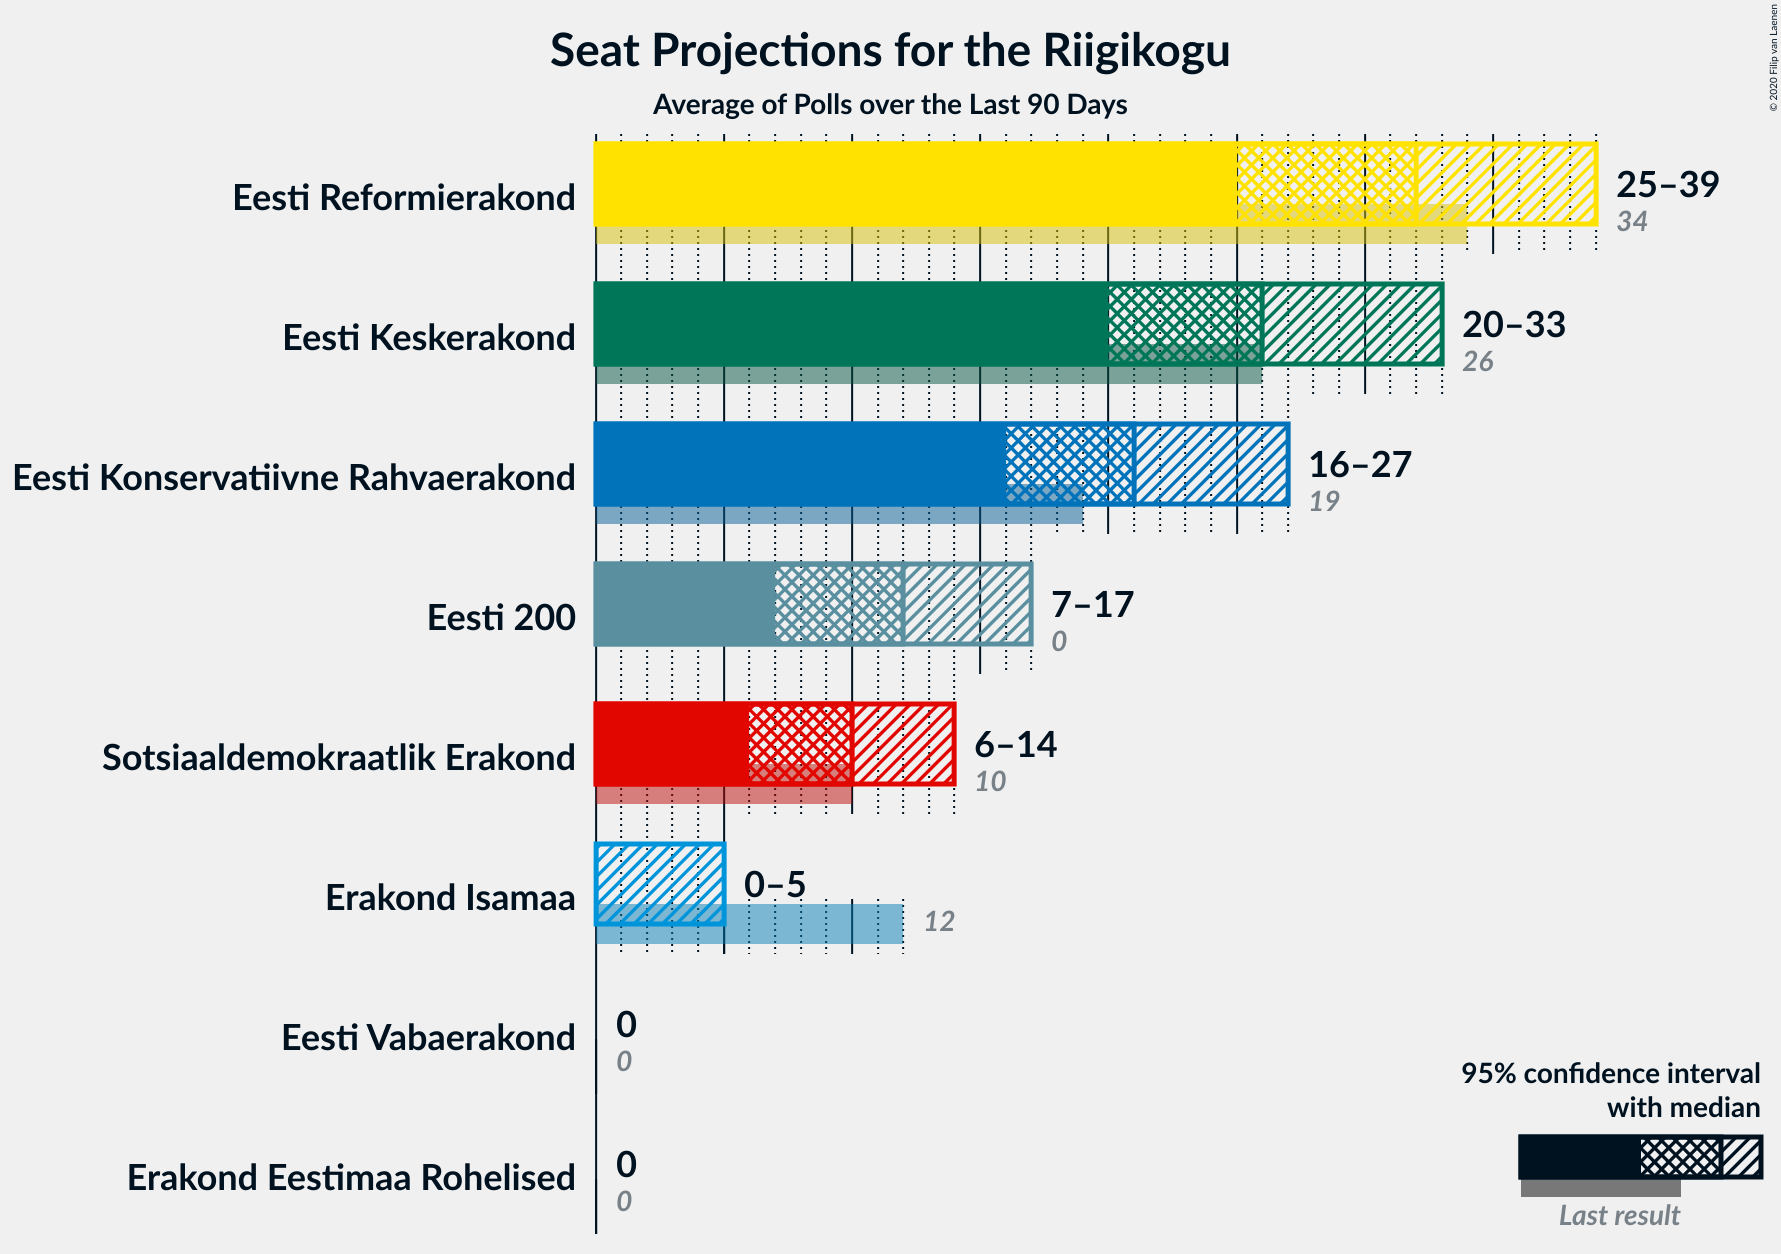 Seat Projections for the Riigikogu
Average of Polls over the Last 90 Days
© 2020 Filip van Laenen
Eesti Reformierakond
25–39
34
Eesti Keskerakond
20–33
26
Eesti Konservatiivne Rahvaerakond
16–27
19
Eesti 200
7–17
0
Sotsiaaldemokraatlik Erakond
6–14
10
Erakond Isamaa
0–5
12
Eesti Vabaerakond
0
0
Erakond Eestimaa Rohelised
0
0
95% confidence interval
with median
Last result